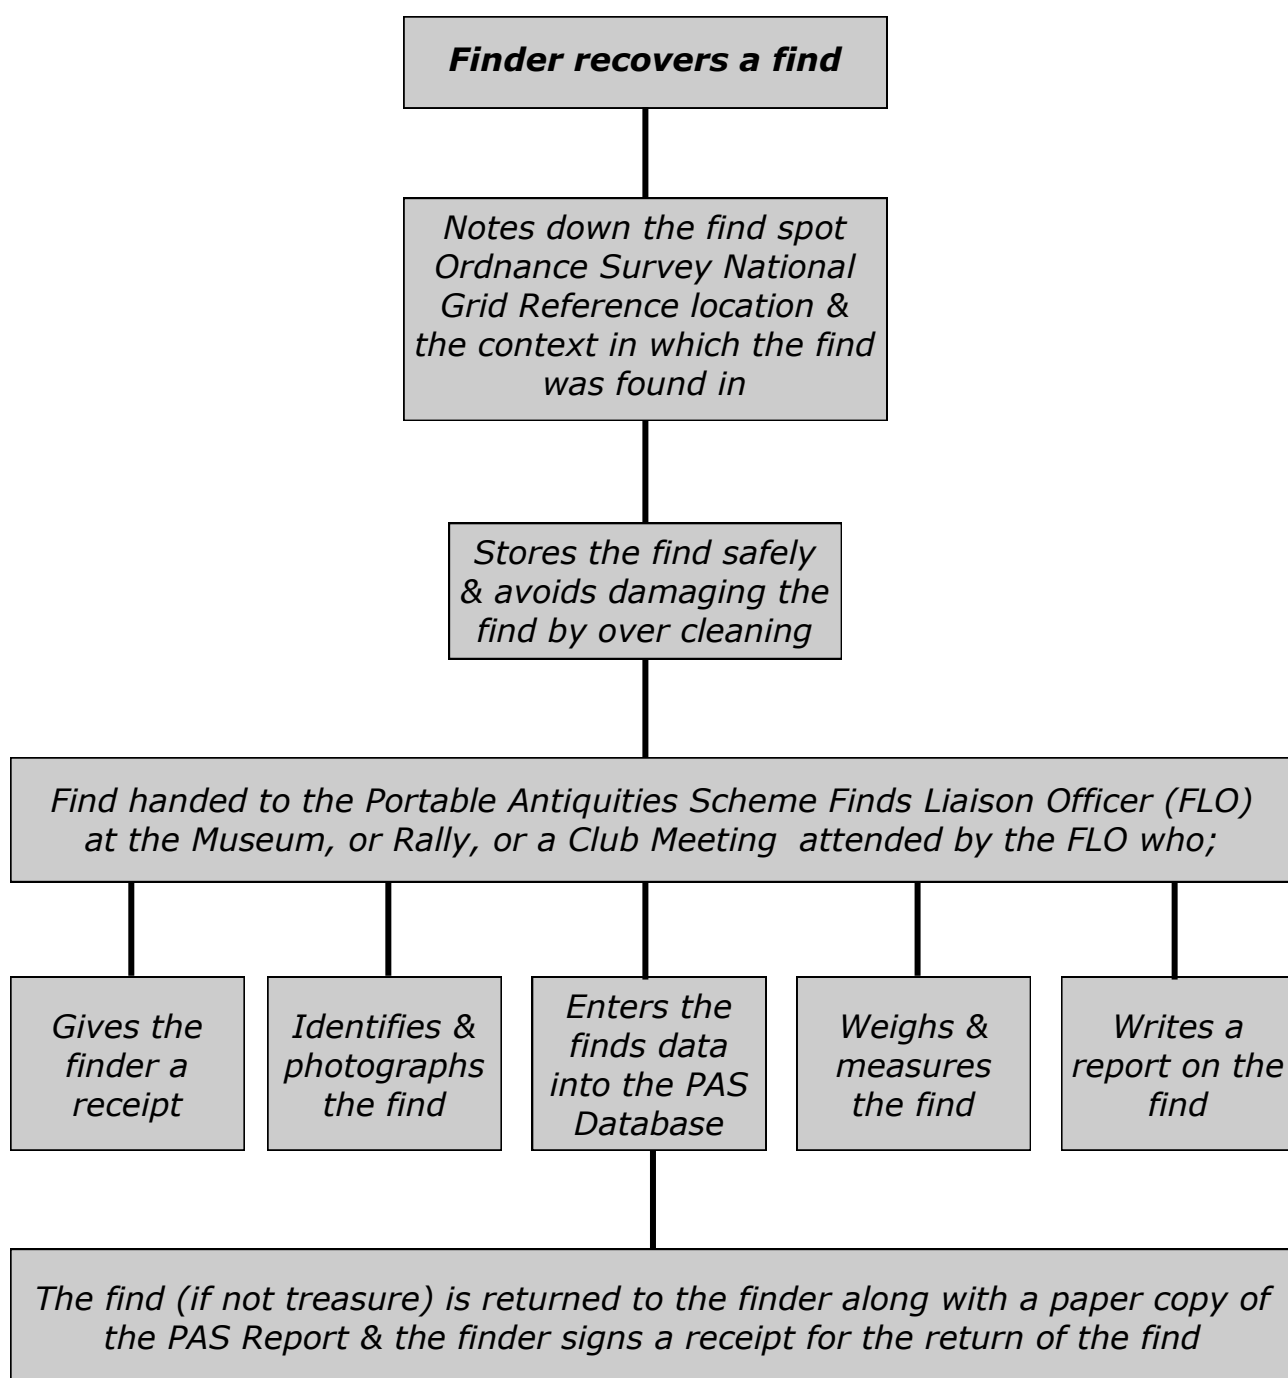 Finder recovers a find
Notes down the find spot
Ordnance Survey National
Grid Reference location &
the context in which the find
was found in
Stores the find safely
& avoids damaging the
find by over cleaning
Find handed to the Portable Antiquities Scheme Finds Liaison Officer (FLO)
at the Museum, or Rally, or a Club Meeting  attended by the FLO who;
Gives the
finder a
receipt
Identifies &
photographs
the find
Enters the
finds data
into the PAS
Database
Weighs &
measures
the find
Writes a
report on the
find
The find (if not treasure) is returned to the finder along with a paper copy of
the PAS Report & the finder signs a receipt for the return of the find